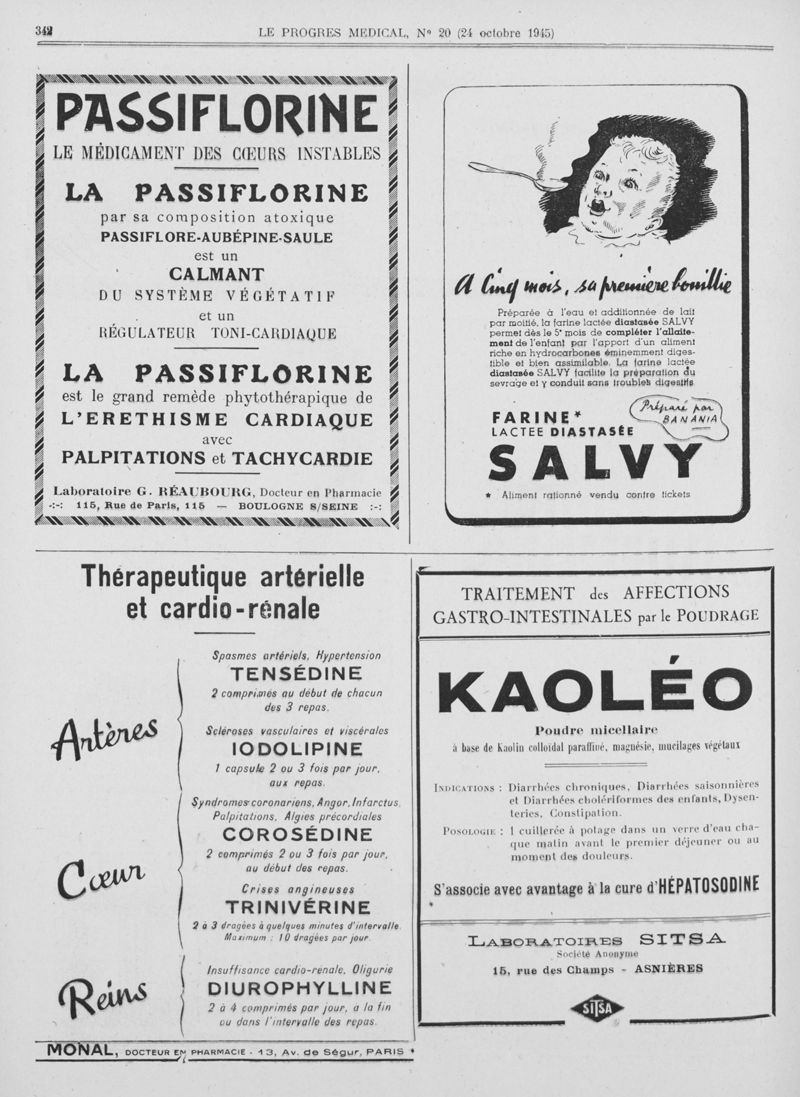 342
LE PROGRES MEDICAL, Nº 20 (24 octobre 1945)
PASSIFLORINE
LE MÉDICAMENT DES CŒURS INSTABLES
LA PASSIFLORINE
par sa composition atoxique
PASSIFLORE-AUBÉPINE-SAULE
est un
CALMANT
DU SYSTÈME VÉGÉTATIF
et un
RÉGULATEUR TONI-CARDIAQUE
LA PASSIFLORINE
est le grand remède phytothérapique de
L'ERETHISME CARDIAQUE
avec
PALPITATIONS et TACHYCARDIE
Laboratoire G. RÉAUBOURG, Docteur en Pharmacie
-:-: 115, Rue de Paris, 115 — BOULOGNE S/SEINE :-:
A Cinq mois, sa première bouillie
Préparée à l'eau et additionnée de lait
par moitié, la farine lactée diastasée SALVY
permet dès le 5e mois de compléter l'allaite-
ment de l'enfant par l'apport d'un aliment
riche en hydrocarbones éminemment diges-
tible et bien assimilable. La farine lactée
diastasée SALVY facilite la préparation du
sevrage et y conduit sans troubles digestifs.
Préparé par
BANANIA
FARINE*
LACTEE DIASTASÉE
SALVY
* Aliment rationné vendu contre tickets
Thérapeutique artérielle
et cardio-rénale
Artères
Spasmes artériels, Hypertension
TENSÉDINE
2 comprimés au début de chacun
des 3 repas.
Scléroses vasculaires et viscérales
IODOLIPINE
1 capsule 2 ou 3 fois par jour,
aux repas.
Cœur
Syndromes coronariens, Angor, Infarctus,
Palpitations, Algies précordiales
COROSÉDINE
2 comprimés 2 ou 3 fois par jour,
au début des repas.
Crises angineuses
TRINIVÉRINE
2 à 3 dragées à quelques minutes d'intervalle
Maximum : 10 dragées par jour.
Reins
Insuffisance cardio-rénale, Oligurie
DIUROPHYLLINE
2 à 4 comprimés par jour, a la fin
ou dans l'intervalle des repas.
MONAL, DOCTEUR EN PHARMACIE - 13, Av. de Ségur, PARIS
TRAITEMENT des AFFECTIONS
GASTRO-INTESTINALES par le POUDRAGE
KAOLÉO
Poudre micellaire
à base de Kaolin colloïdal paraffiné, magnésie, mucilages végétaux
INDICATIONS : Diarrhées chroniques, Diarrhées saisonnières
et Diarrhées cholériformes des enfants, Dysen-
teries, Constipation.
POSOLOGIE : 1 cuillerée à potage dans un verre d'eau cha-
que matin avant le premier déjeuner ou au
moment des douleurs.
S'associe avec avantage à la cure d'HÉPATOSODINE
LABORATOIRES SITSA
Société Anonyme
15, rue des Champs - ASNIÈRES
SITSA